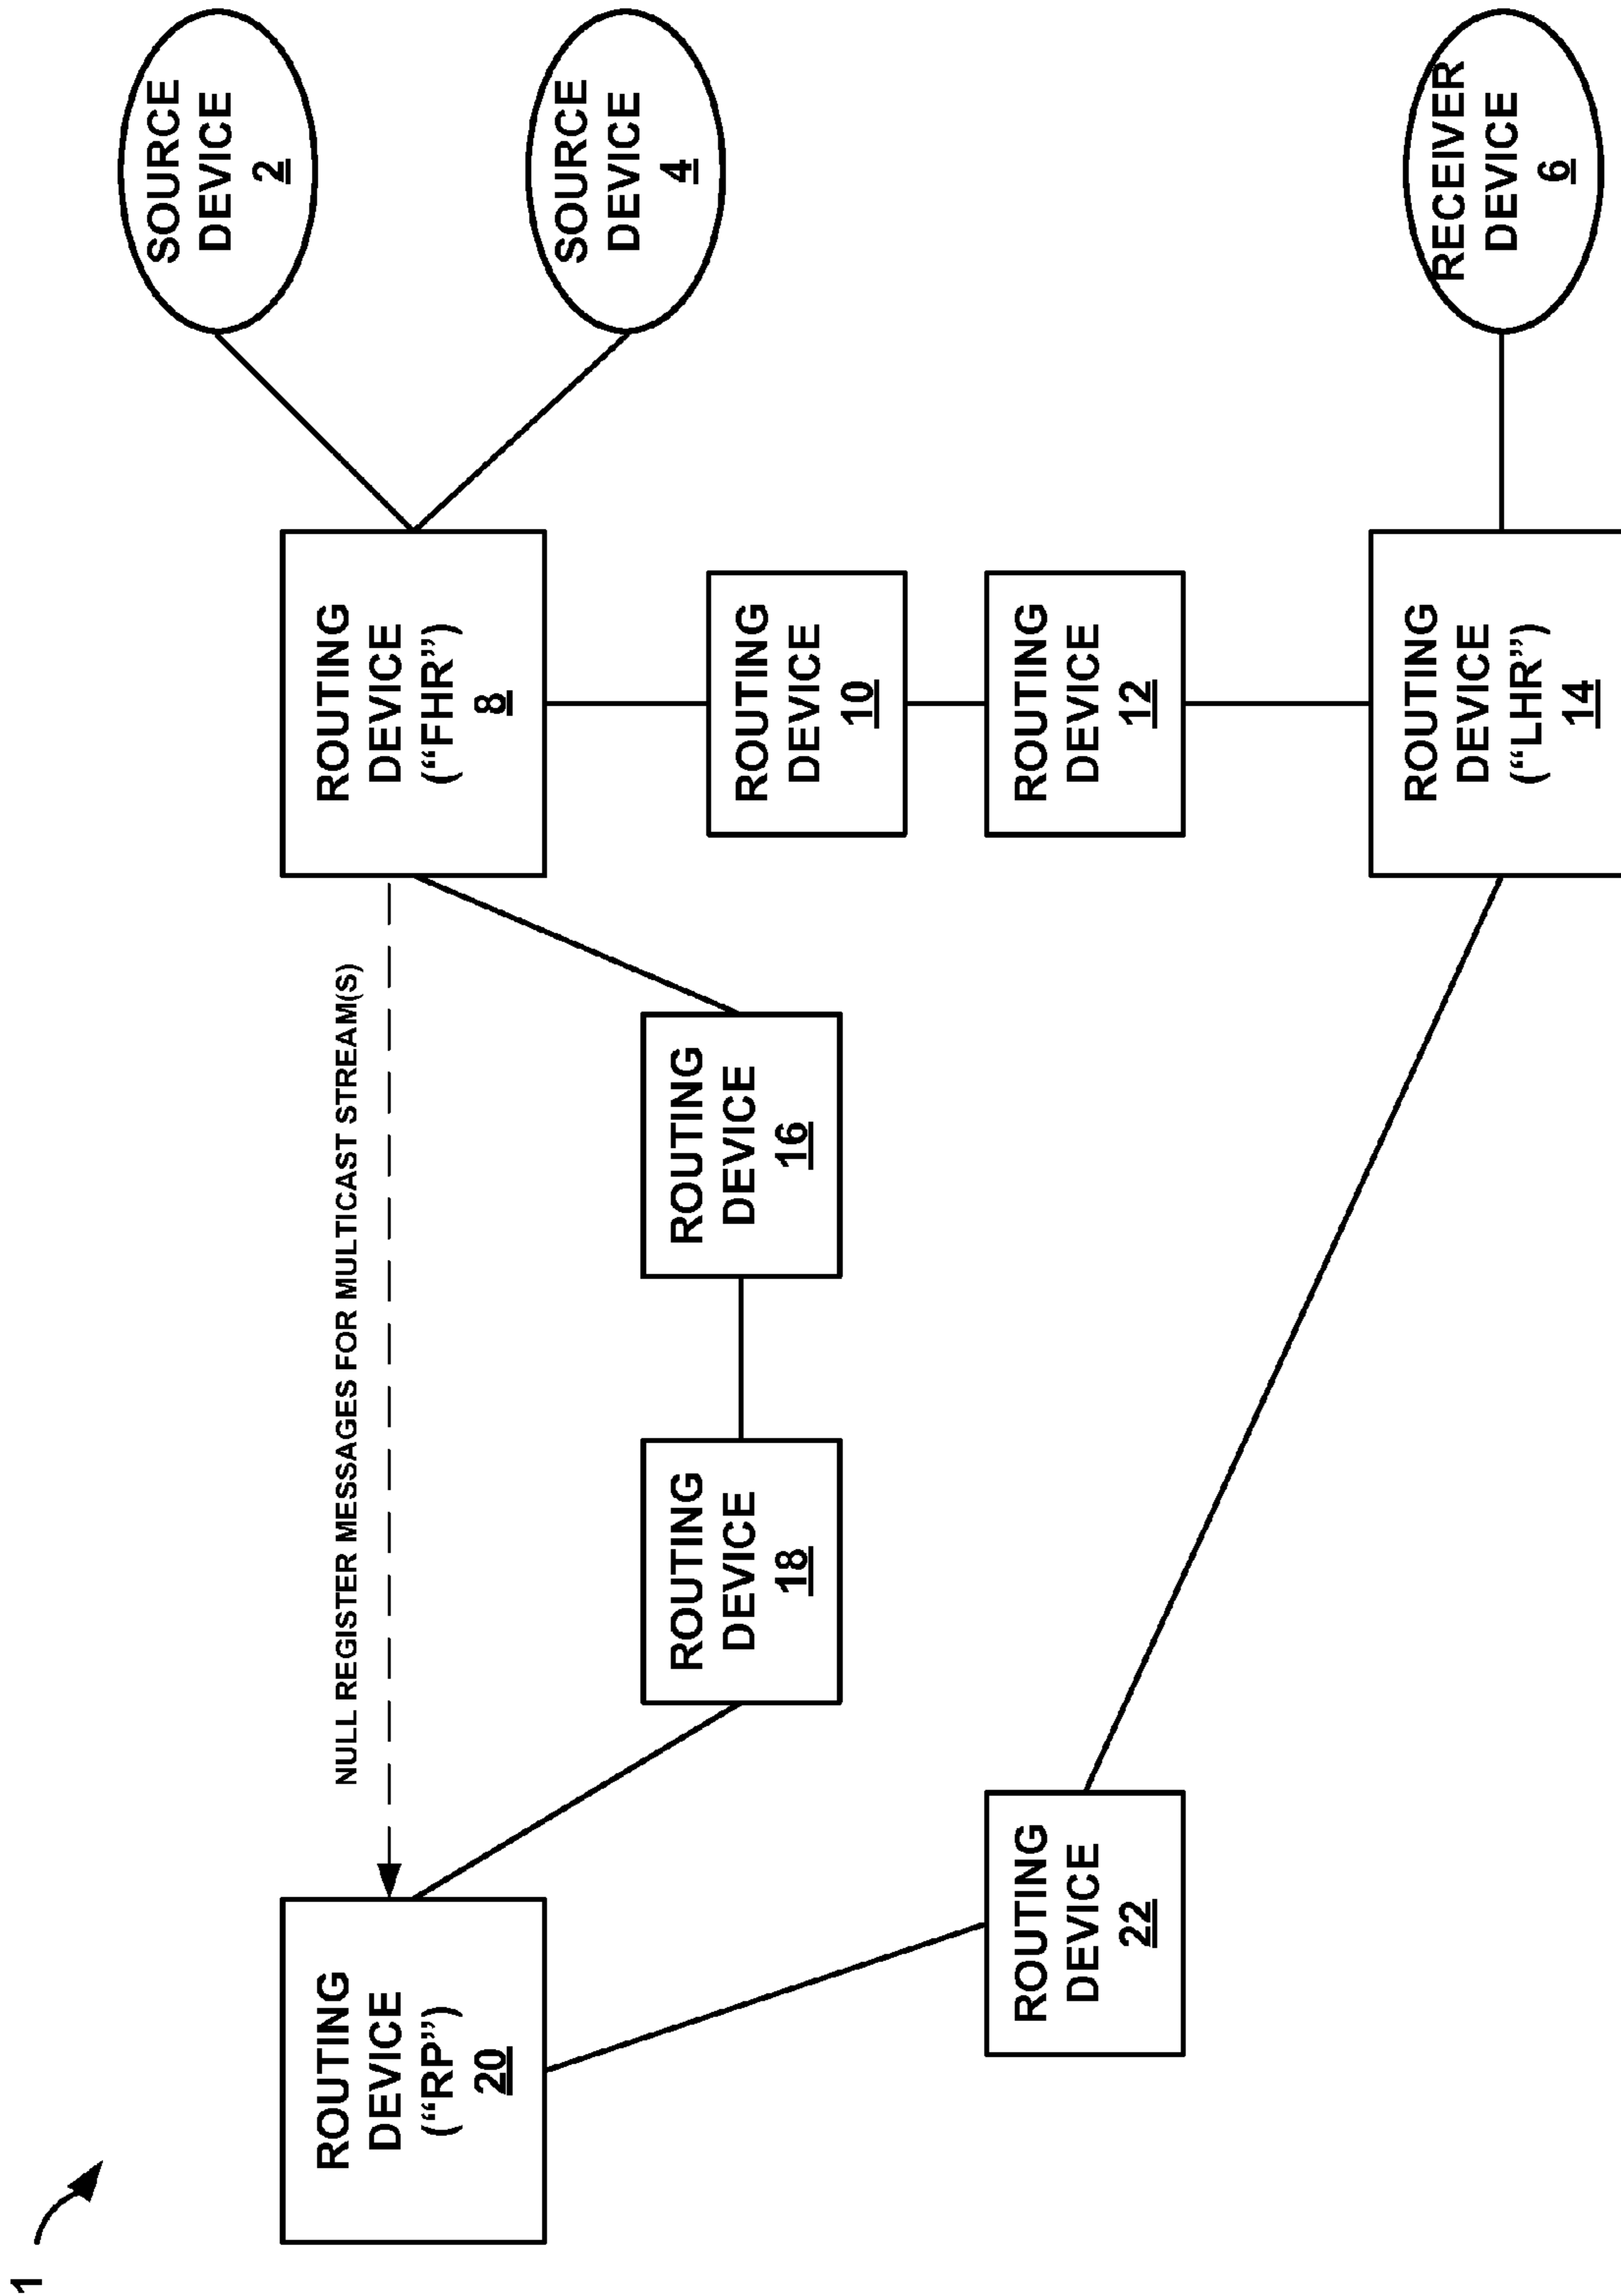 1
SOURCE
DEVICE
2
SOURCE
DEVICE
4
RECEIVER
DEVICE
6
ROUTING
DEVICE
(“FHR”)
8
ROUTING
DEVICE
10
ROUTING
DEVICE
12
ROUTING
DEVICE
(“LHR”)
14
NULL REGISTER MESSAGES FOR MULTICAST STREAM(S)
ROUTING
DEVICE
16
ROUTING
DEVICE
18
ROUTING
DEVICE
(“RP”)
20
ROUTING
DEVICE
22